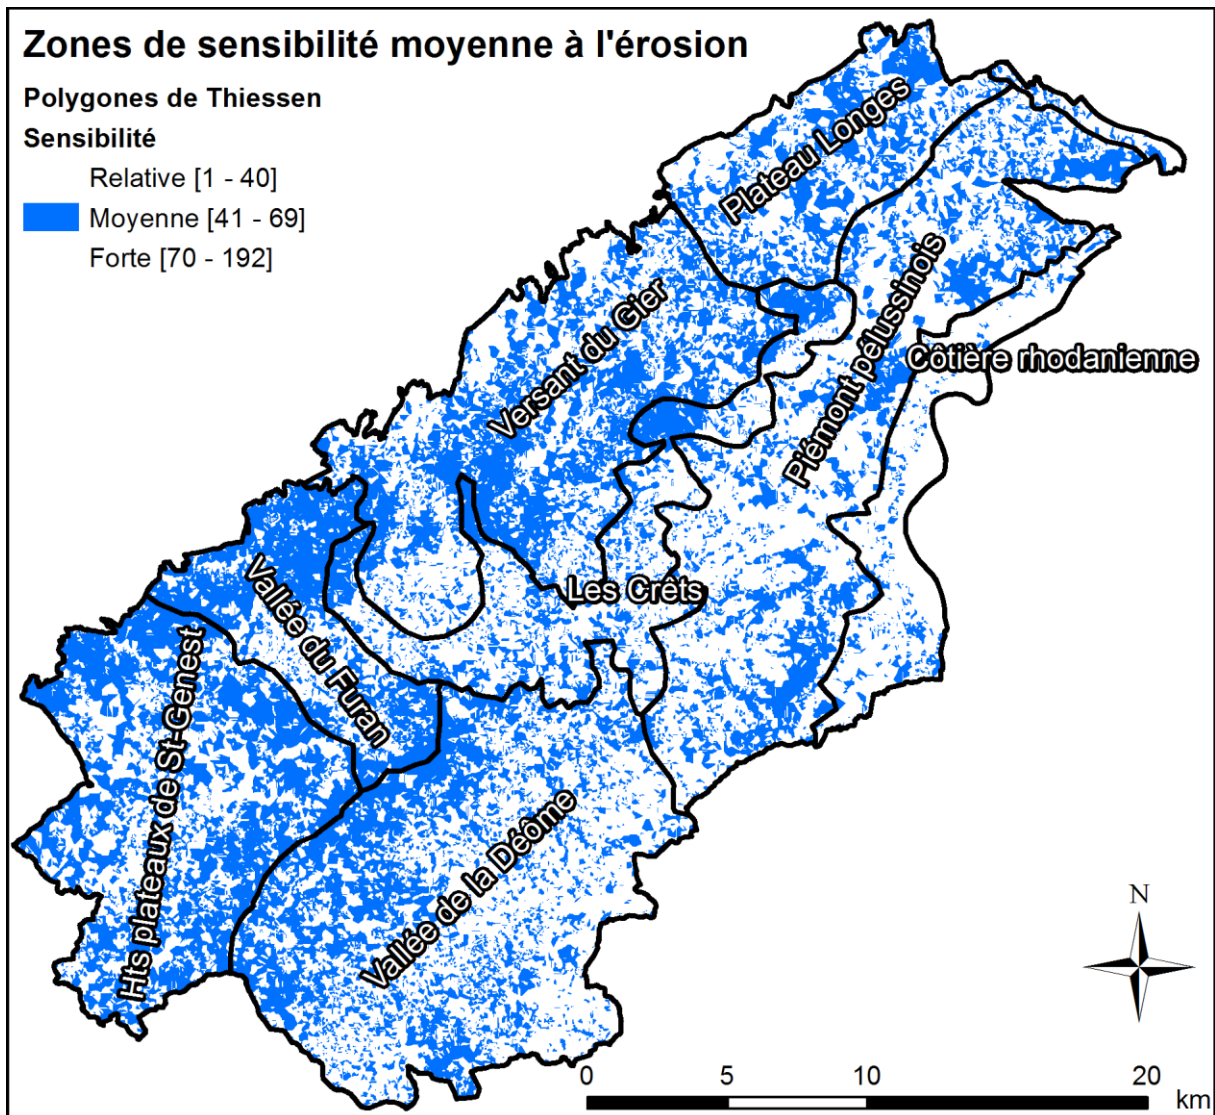 Zones de sensibilité moyenne à l'érosion
Polygones de Thiessen
Sensibilité
Relative [1 - 40]
Moyenne [41 - 69]
Forte [70 - 192]
Plateau Longes
Versant du Gier
Piémont pélussinois
Côtière rhodanienne
Les Crêts
Vallée du Furan
Hts plateaux de St-Genest
Vallée de la Déôme
N
0 5 10 20
km